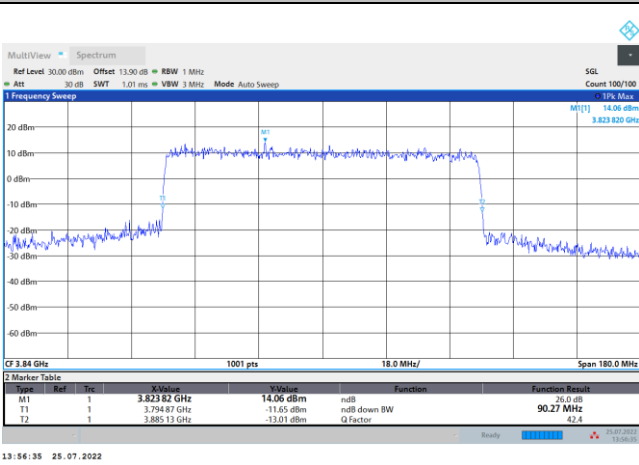 MultiView Spectrum
Ref Level 30.00 dBm Offset 13.90 dB RBW 1 MHz SGL
Att 30 dB SWT 1.01 ms VBW 3 MHz Mode Auto Sweep Count 100/100
1 Frequency Sweep 1Pk Max
M1[1] 14.06 dBm
3.823 820 GHz
20 dBm
M1
10 dBm
0 dBm
T1 T2
-10 dBm
-20 dBm
-30 dBm
-40 dBm
-50 dBm
-60 dBm
CF 3.84 GHz 1001 pts 18.0 MHz/ Span 180.0 MHz
2 Marker Table
Type Ref Trc X-Value Y-Value Function Function Result
M1 1 3.823 82 GHz 14.06 dBm ndB 26.0 dB
T1 1 3.794 87 GHz -11.65 dBm ndB down BW 90.27 MHz
T2 1 3.885 13 GHz -13.01 dBm Q Factor 42.4
Ready 25.07.2022
13:56:35
13:56:35 25.07.2022